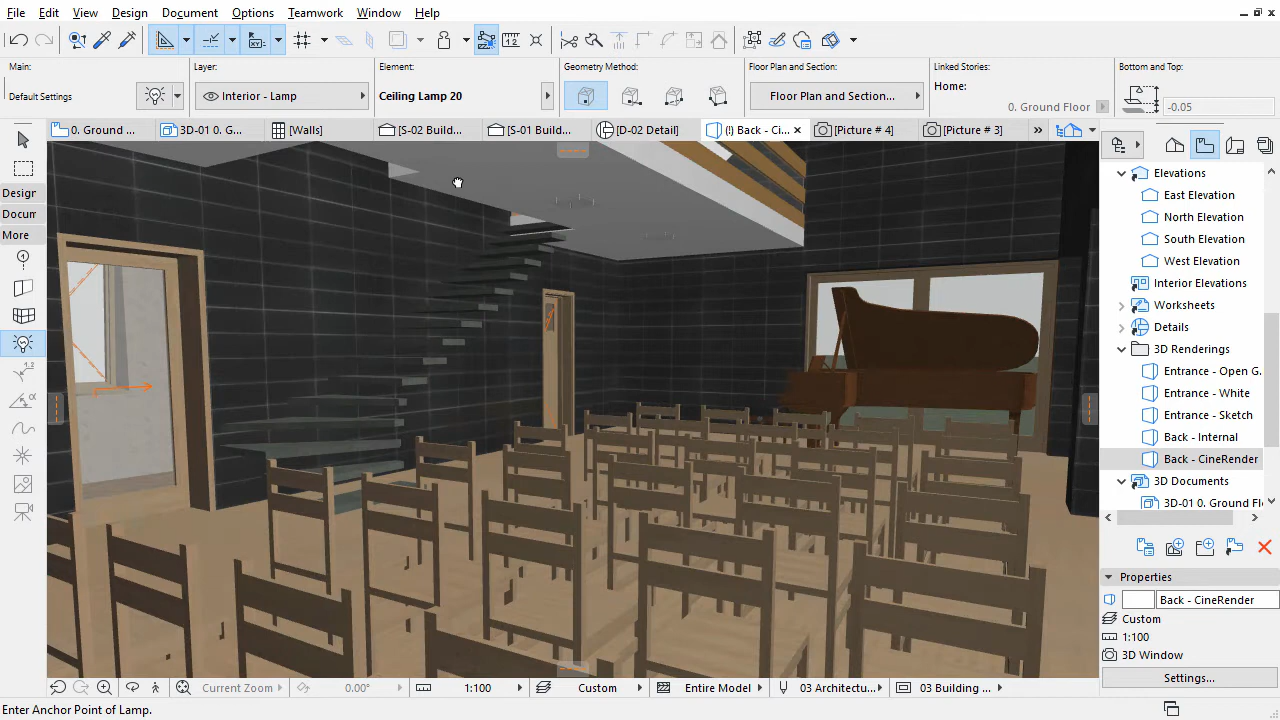 File Edit View Design Document Options Teamwork Window Help
Main: Layer: Element: Geometry Method: Floor Plan and Section: Linked Stories: Bottom and Top:
Home:
Default Settings Interior - Lamp Ceiling Lamp 20 Floor Plan and Section... 0. Ground Floor -0.05
0. Ground ... 3D-01 0. G... [Walls] [S-02 Build... [S-01 Build... [D-02 Detail] (!) Back - Ci... [Picture # 4] [Picture # 3]
Design
Docum
More
Elevations
East Elevation
North Elevation
South Elevation
West Elevation
Interior Elevations
Worksheets
Details
3D Renderings
Entrance - Open G.
Entrance - White
Entrance - Sketch
Back - Internal
Back - CineRender
3D Documents
3D-01 0. Ground Fl
Properties
Back - CineRender
Custom
1:100
3D Window
Settings...
Current Zoom 0.00° 1:100 Custom Entire Model 03 Architectu... 03 Building ...
Enter Anchor Point of Lamp.